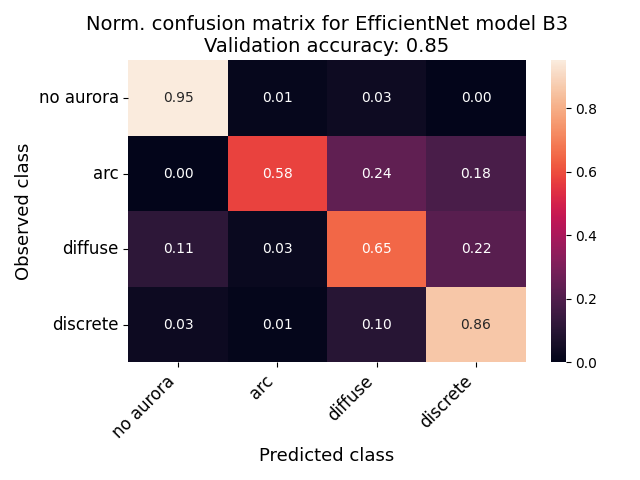 Norm. confusion matrix for EfficientNet model B3
Validation accuracy: 0.85
no aurora 0.95 0.01 0.03 0.00
arc 0.00 0.58 0.24 0.18
diffuse 0.11 0.03 0.65 0.22
discrete 0.03 0.01 0.10 0.86
Observed class
no aurora arc diffuse discrete
Predicted class
0.8
0.6
0.4
0.2
0.0